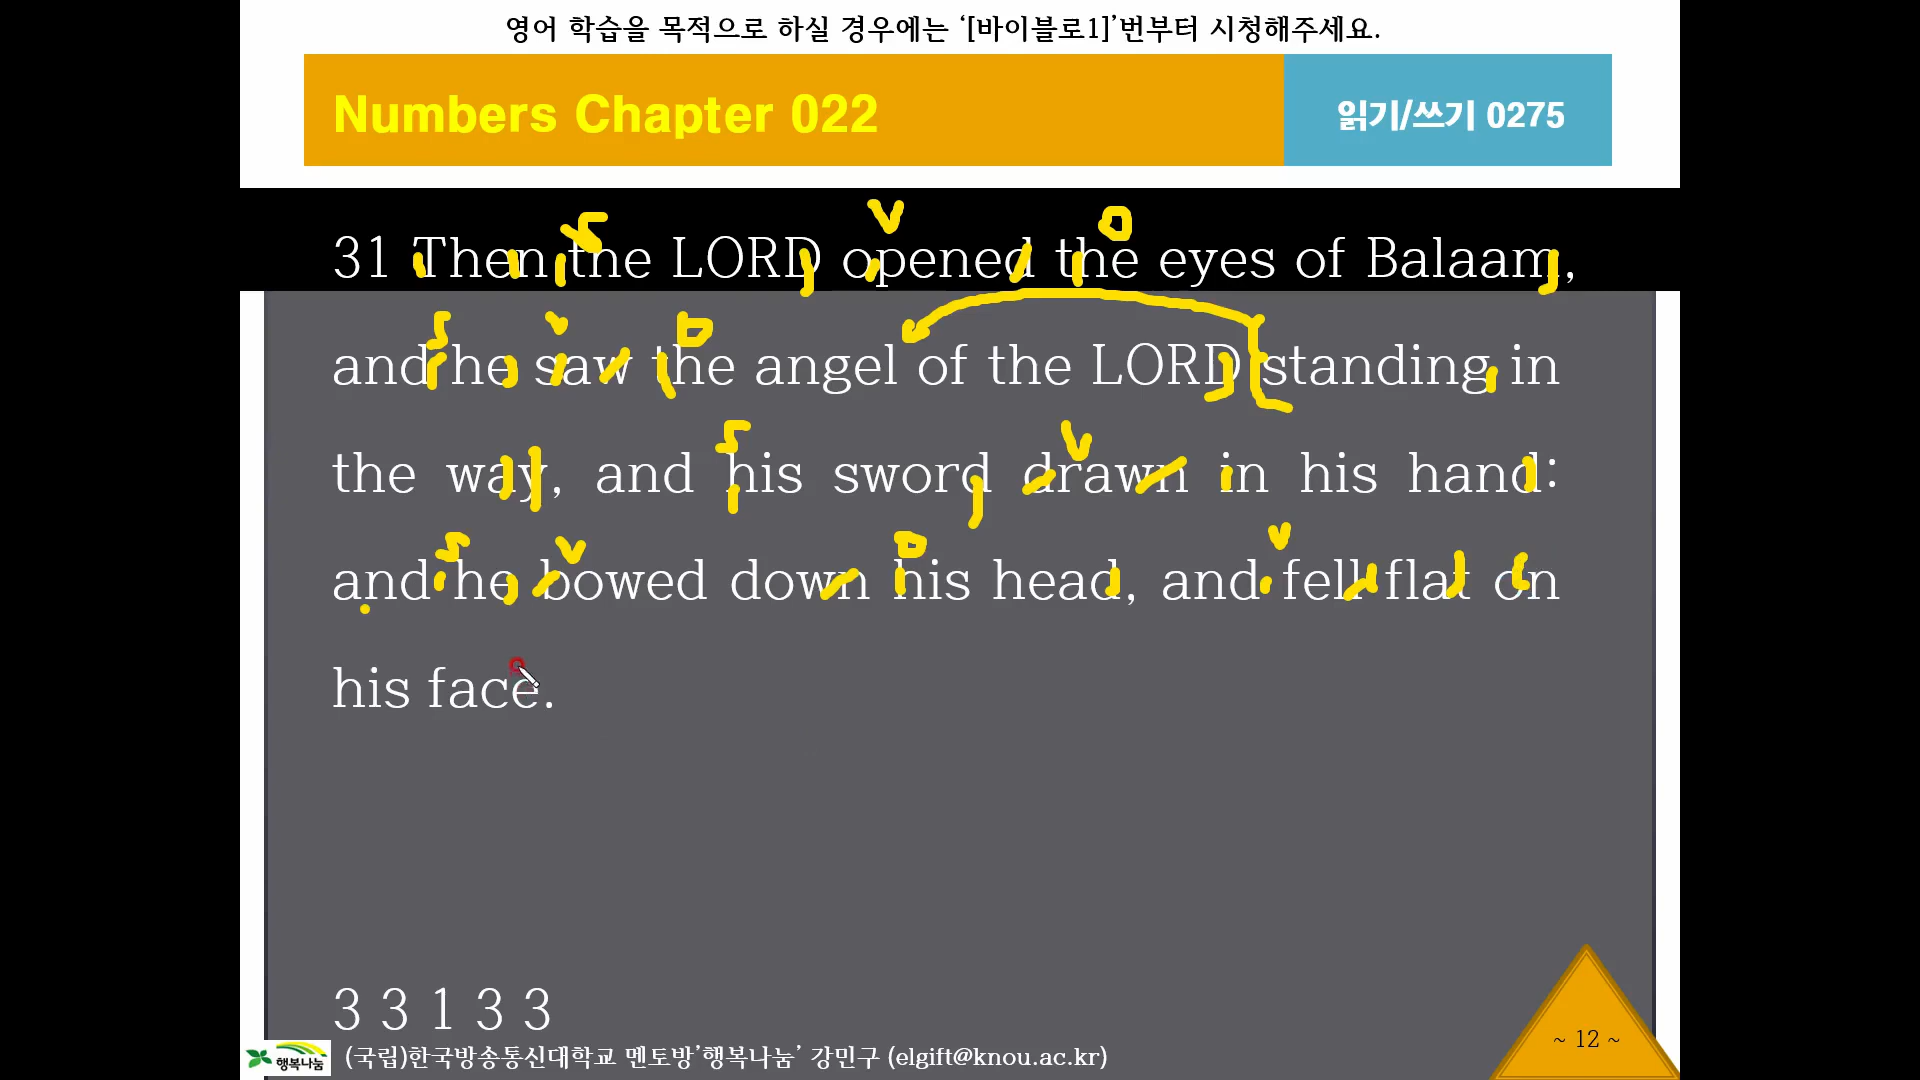 영어 학습을 목적으로 하실 경우에는 ‘[바이블로1]’번부터 시청해주세요.
Numbers Chapter 022
읽기/쓰기 0275
31 Then the LORD opened the eyes of Balaam,
and he saw the angel of the LORD standing in
the way, and his sword drawn in his hand:
and he bowed down his head, and fell flat on
his face.
3 3 1 3 3
~ 12 ~
행복나눔
(국립)한국방송통신대학교 멘토방’행복나눔’ 강민구 (elgift@knou.ac.kr)